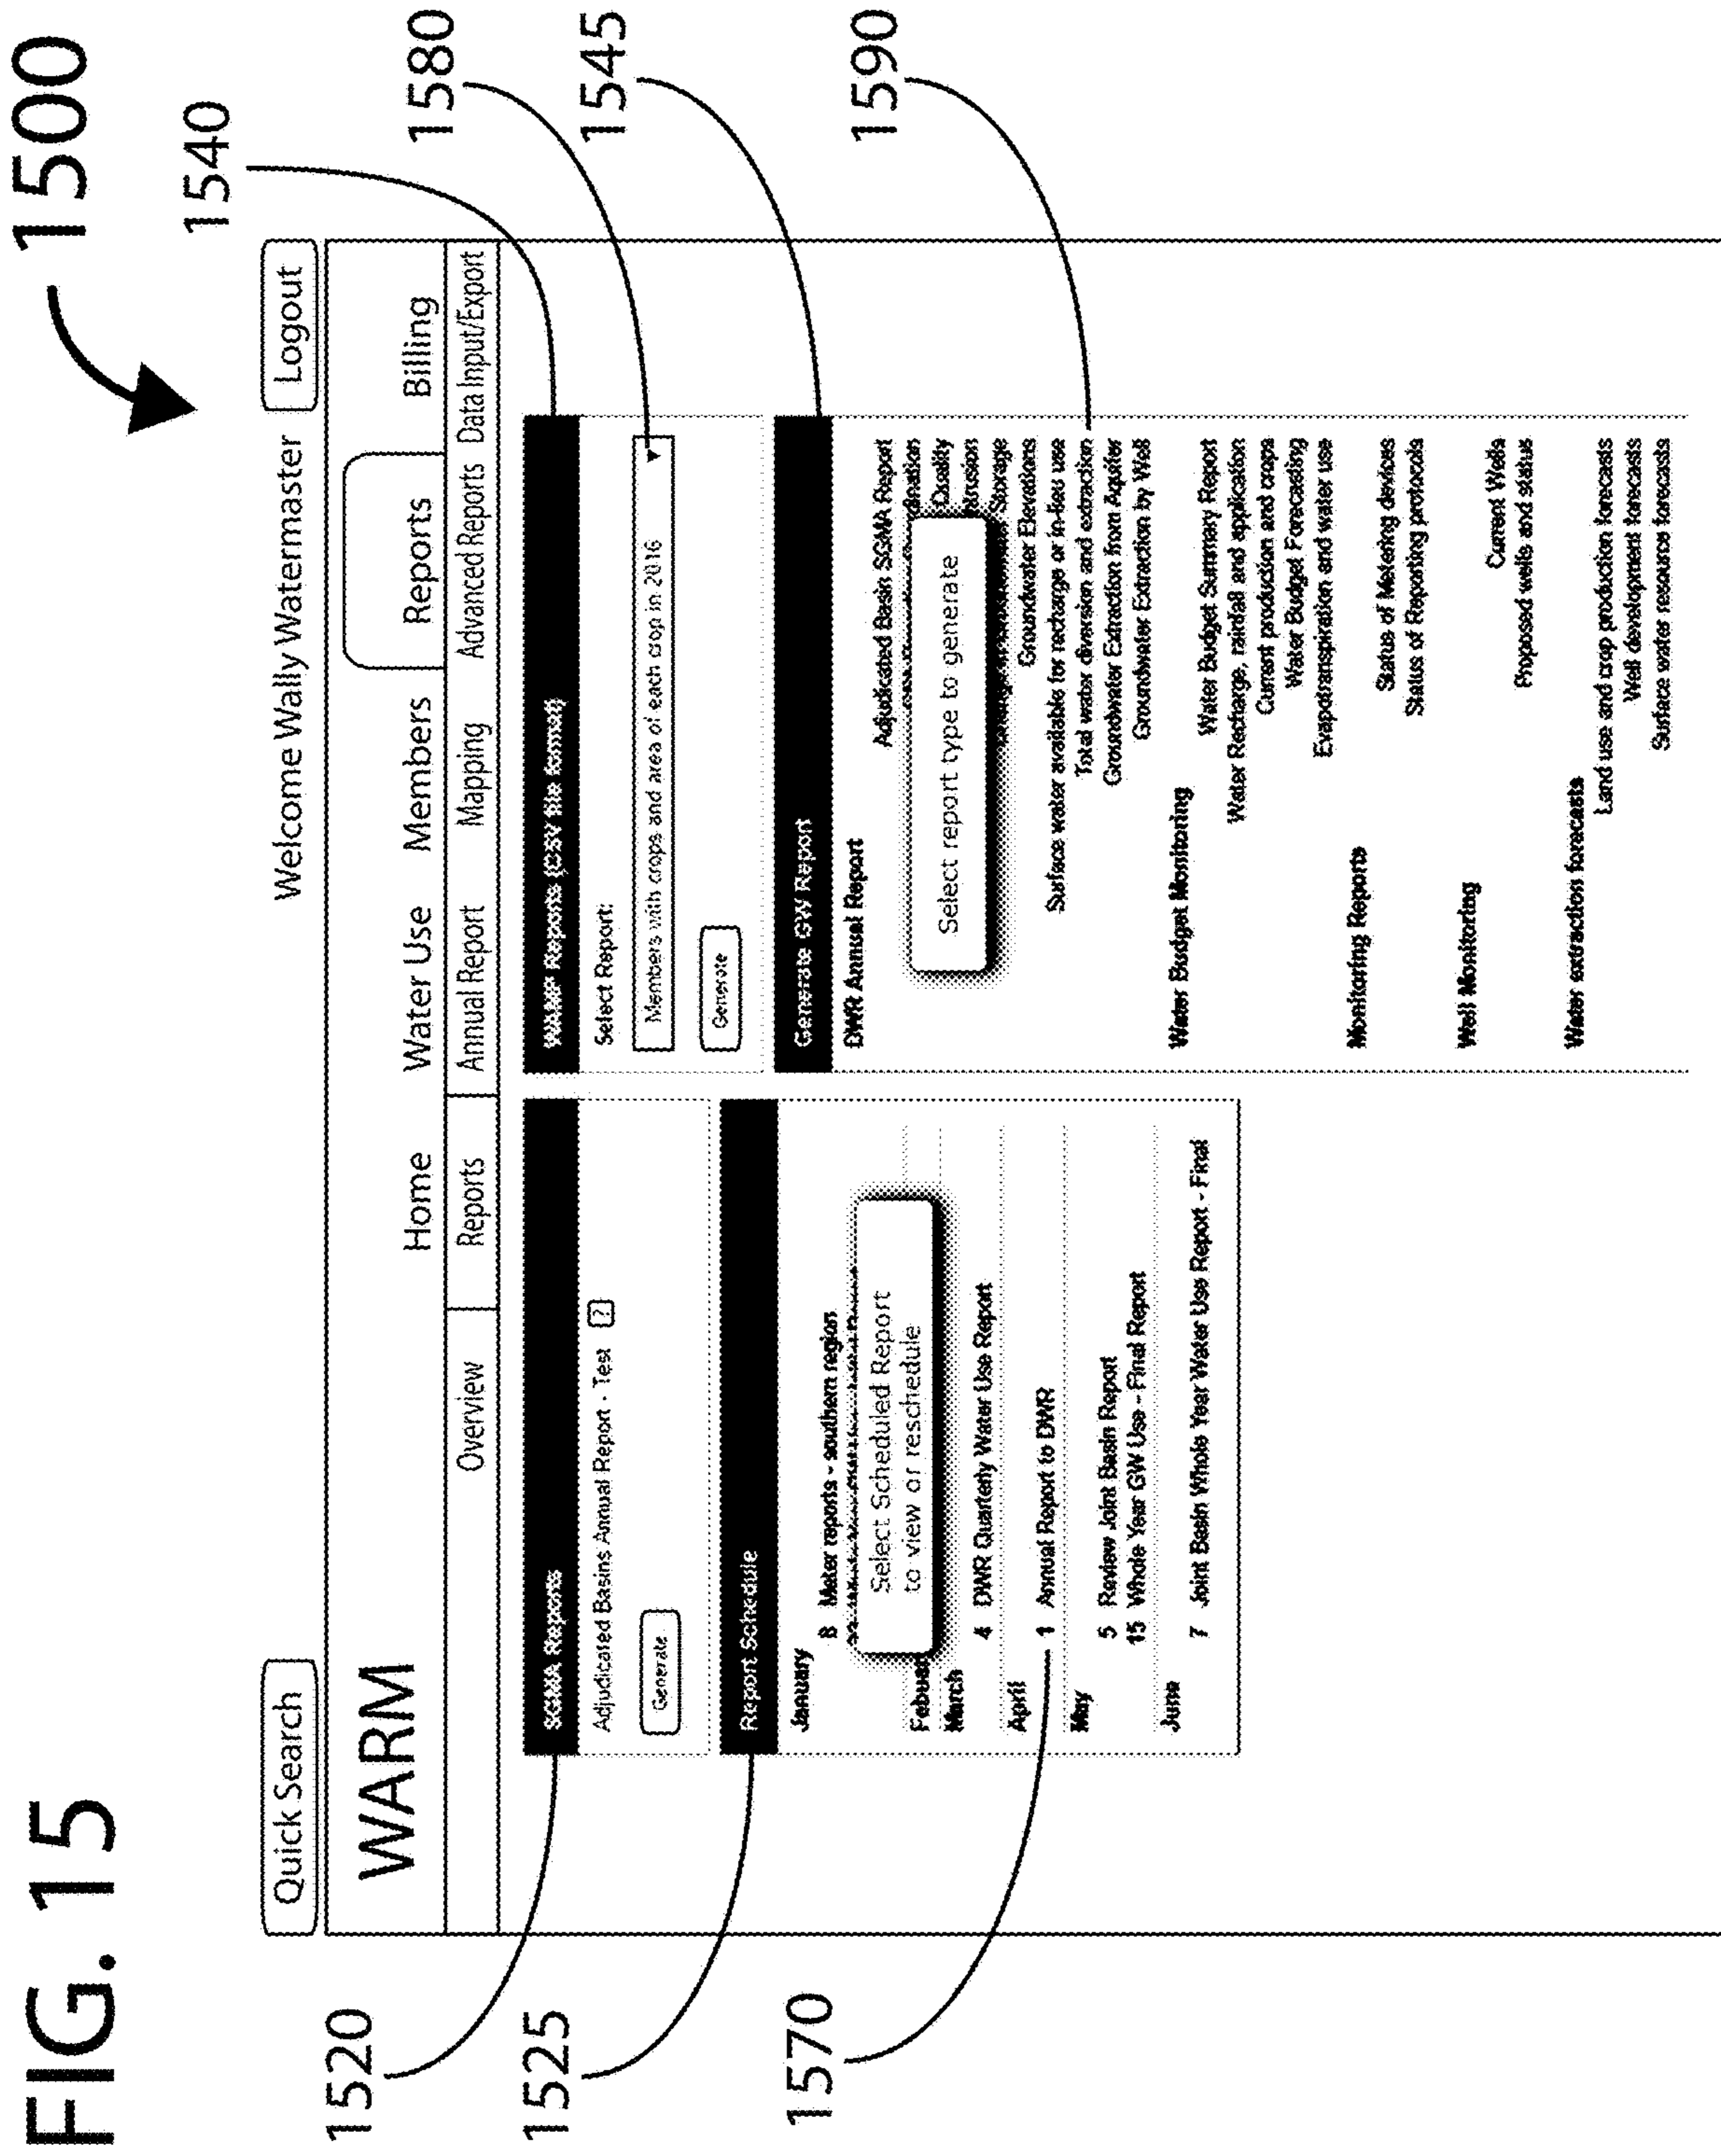 FIG. 15
1500
Quick Search
Welcome Wally Watermaster
Logout
WARM
Home
Water Use
Members
Reports
Billing
Overview
Reports
Annual Report
Mapping
Advanced Reports
Data Input/Export
1520
SGMA Reports
Adjudicated Basins Annual Report - Test ?
Generate
1525
Report Schedule
January
8 Meter reports - southern region
Select Scheduled Report
to view or reschedule
Febuary
March
4 DWR Quarterly Water Use Report
April
1570
1 Annual Report to DWR
May
5 Review Joint Basin Report
15 Whole Year GW Use - Final Report
June
7 Joint Basin Whole Year Water Use Report - Final
1540
Reports (CSV file format)
Select Report:
1580
Members with crops and area of each crop in 2016
Generate
1545
Generate GW Report
DWR Annual Report
Adjudicated Basin SGMA Report
Quality
Storage
Select report type to generate
Groundwater Elevations
Surface water available for recharge or in-lieu use
1590
Total water diversion and extraction
Groundwater Extraction from Aquifer
Groundwater Extraction by Well
Water Budget Monitoring
Water Budget Summary Report
Water Recharge, rainfall and application
Current production and crops
Water Budget Forecasting
Evapotranspiration and water use
Monitoring Reports
Status of Metering devices
Status of Reporting protocols
Well Monitoring
Current Wells
Proposed wells and status
Water extraction forecasts
Land use and crop production forecasts
Well development forecasts
Surface water resource forecasts